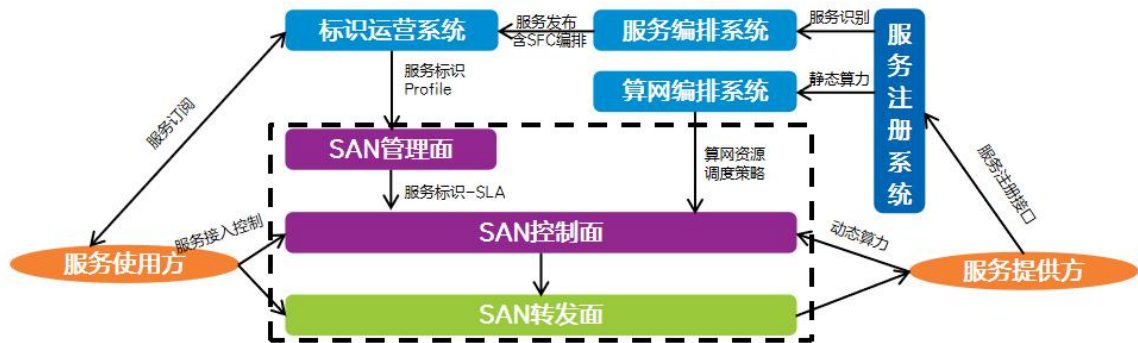 标识运营系统
服务发布
含SFC编排
服务编排系统
服务识别
服务注册系统
服务标识
Profile
算网编排系统
静态算力
服务订阅
SAN管理面
算网资源
调度策略
服务标识-SLA
服务注册接口
服务接入控制
SAN控制面
动态算力
服务使用方
服务提供方
SAN转发面